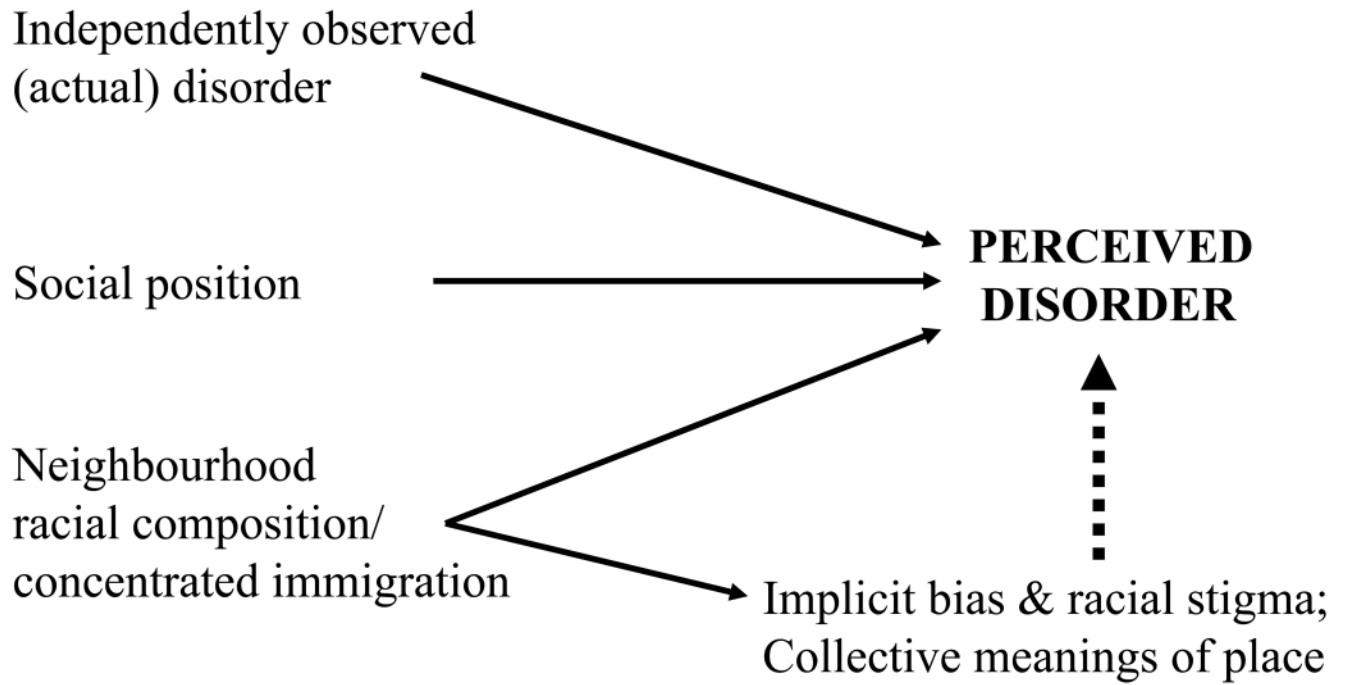 Independently observed
(actual) disorder
Social position
PERCEIVED
DISORDER
Neighbourhood
racial composition/
concentrated immigration
Implicit bias & racial stigma;
Collective meanings of place